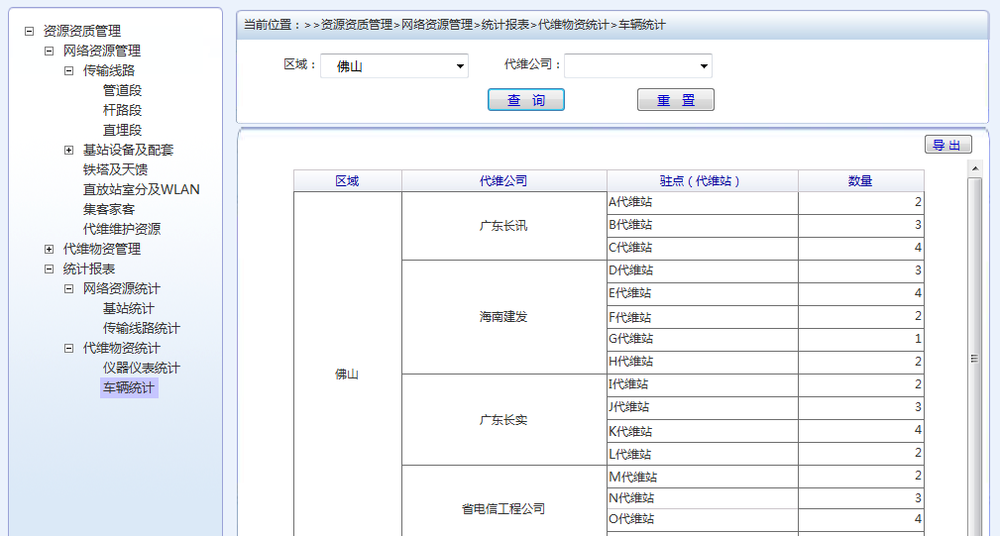 资源资质管理
网络资源管理
传输线路
管道段
杆路段
直埋段
基站设备及配套
铁塔及天馈
直放站室分及WLAN
集客家客
代维维护资源
代维物资管理
统计报表
网络资源统计
基站统计
传输线路统计
代维物资统计
仪器仪表统计
车辆统计
当前位置：>>资源资质管理>网络资源管理>统计报表>代维物资统计>车辆统计
区域： 佛山 代维公司：
查 询 重 置
导 出
区域 代维公司 驻点（代维站） 数量
佛山
广东长讯
A代维站 2
B代维站 3
C代维站 4
海南建发
D代维站 3
E代维站 4
F代维站 2
G代维站 1
H代维站 2
广东长实
I代维站 2
J代维站 3
K代维站 4
L代维站 2
省电信工程公司
M代维站 2
N代维站 3
O代维站 4